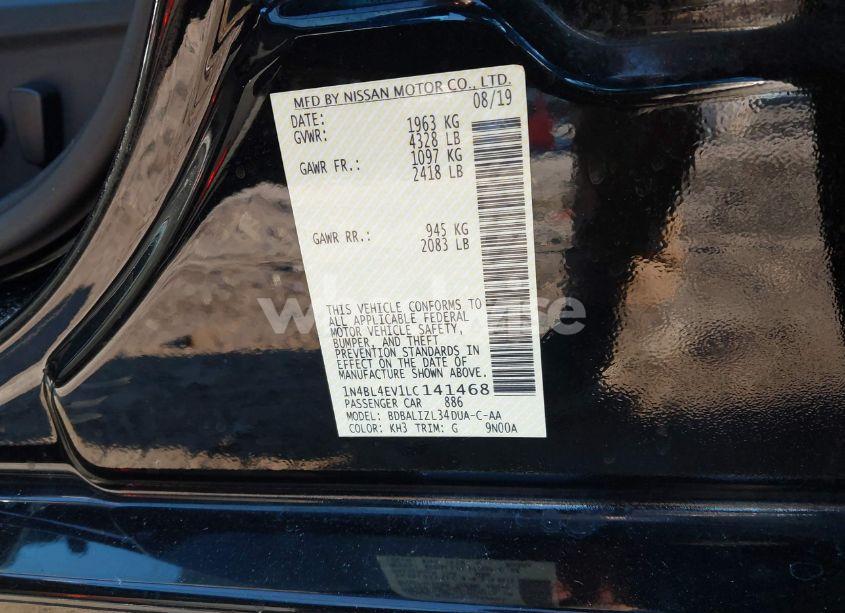 MFD BY NISSAN MOTOR CO., LTD.
DATE: 08/19
GVWR: 1963 KG
4328 LB
GAWR FR.: 1097 KG
2418 LB
GAWR RR.: 945 KG
2083 LB
THIS VEHICLE CONFORMS TO
ALL APPLICABLE FEDERAL
MOTOR VEHICLE SAFETY,
BUMPER, AND THEFT
PREVENTION STANDARDS IN
EFFECT ON THE DATE OF
MANUFACTURE SHOWN ABOVE.
1N4BL4EV1LC141468
PASSENGER CAR 886
MODEL: BDBALIZL34DUA-C-AA
COLOR: KH3 TRIM: G 9N00A